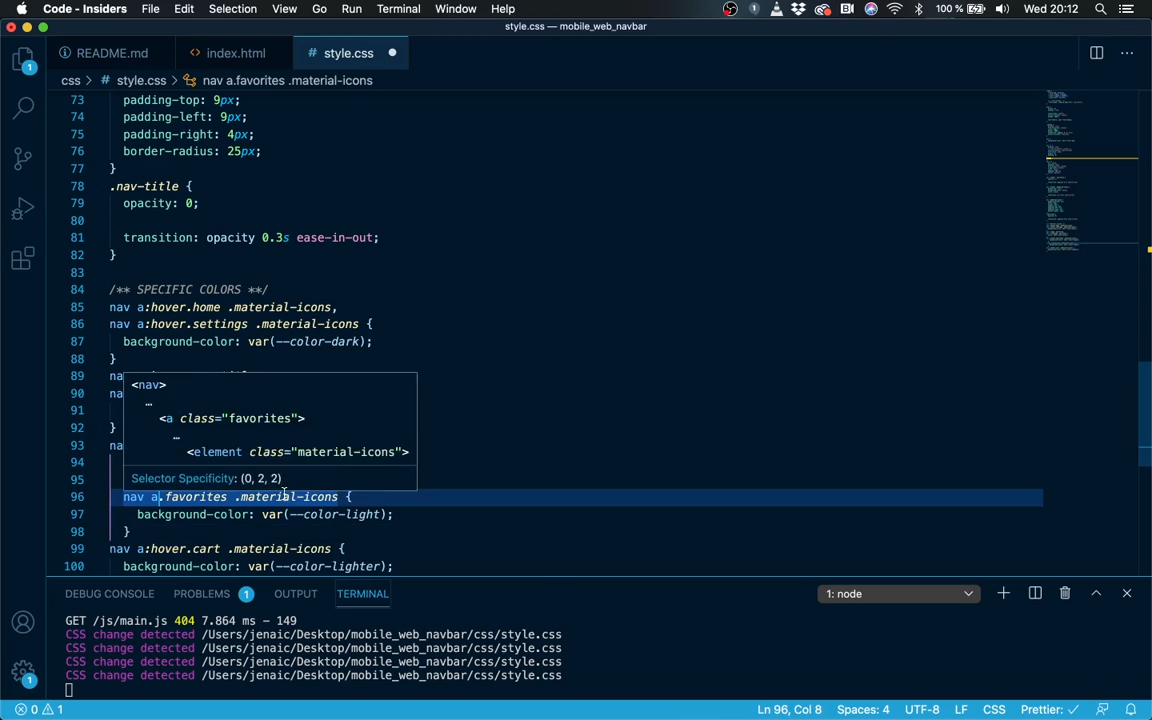 Code - Insiders File Edit Selection View Go Run Terminal Window Help 100 % Wed 20:12
style.css — mobile_web_navbar
README.md index.html # style.css
css > # style.css > nav a.favorites .material-icons
73 padding-top: 9px;
74 padding-left: 9px;
75 padding-right: 4px;
76 border-radius: 25px;
77 }
78 .nav-title {
79 opacity: 0;
80
81 transition: opacity 0.3s ease-in-out;
82 }
83
84 /** SPECIFIC COLORS **/
85 nav a:hover.home .material-icons,
86 nav a:hover.settings .material-icons {
87 background-color: var(--color-dark);
88 }
89 na
90 na
91
92 }
93 na
94
95
<nav>
…
<a class="favorites">
…
<element class="material-icons">
Selector Specificity: (0, 2, 2)
96 nav a.favorites .material-icons {
97 background-color: var(--color-light);
98 }
99 nav a:hover.cart .material-icons {
100 background-color: var(--color-lighter);
DEBUG CONSOLE PROBLEMS 1 OUTPUT TERMINAL 1: node
GET /js/main.js 404 7.864 ms - 149
CSS change detected /Users/jenaic/Desktop/mobile_web_navbar/css/style.css
CSS change detected /Users/jenaic/Desktop/mobile_web_navbar/css/style.css
CSS change detected /Users/jenaic/Desktop/mobile_web_navbar/css/style.css
CSS change detected /Users/jenaic/Desktop/mobile_web_navbar/css/style.css
0 1 Ln 96, Col 8 Spaces: 4 UTF-8 LF CSS Prettier: ✓